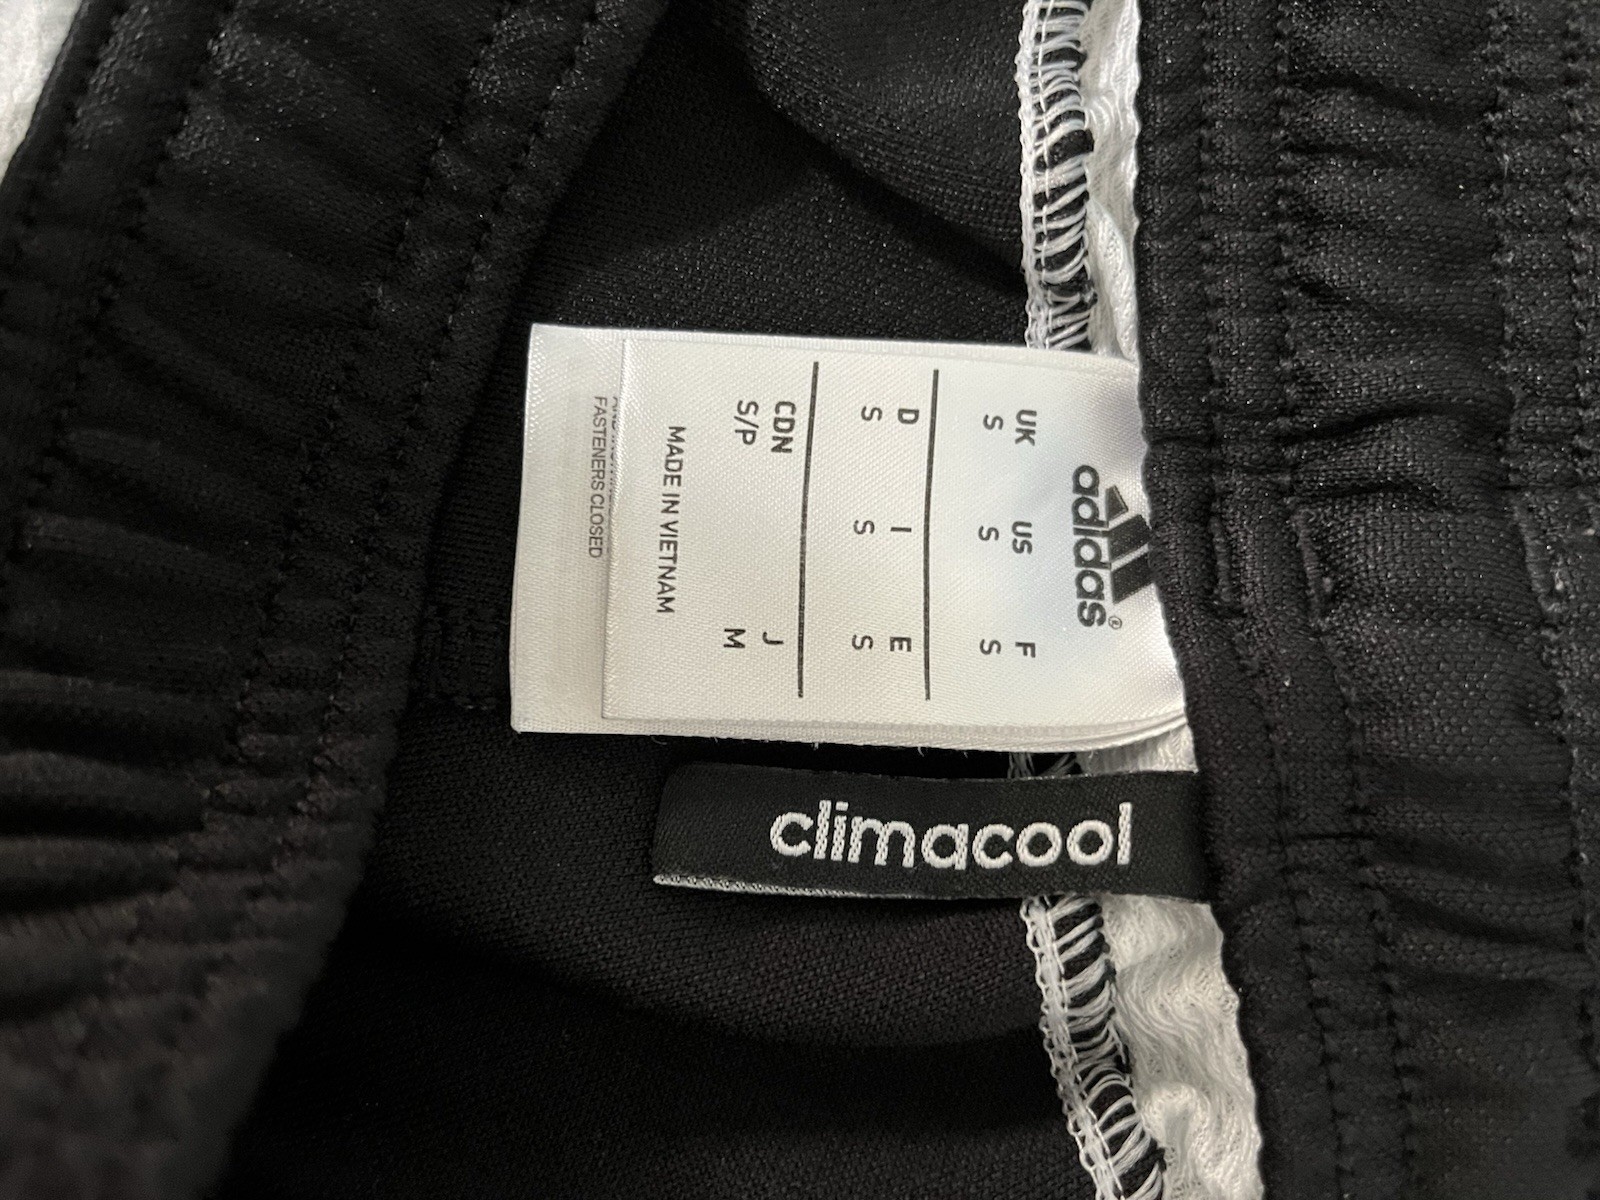 adidas®
UK US F
S S S
D I E
S S S
CDN J
S/P M
MADE IN VIETNAM
FASTENERS CLOSED
climacool